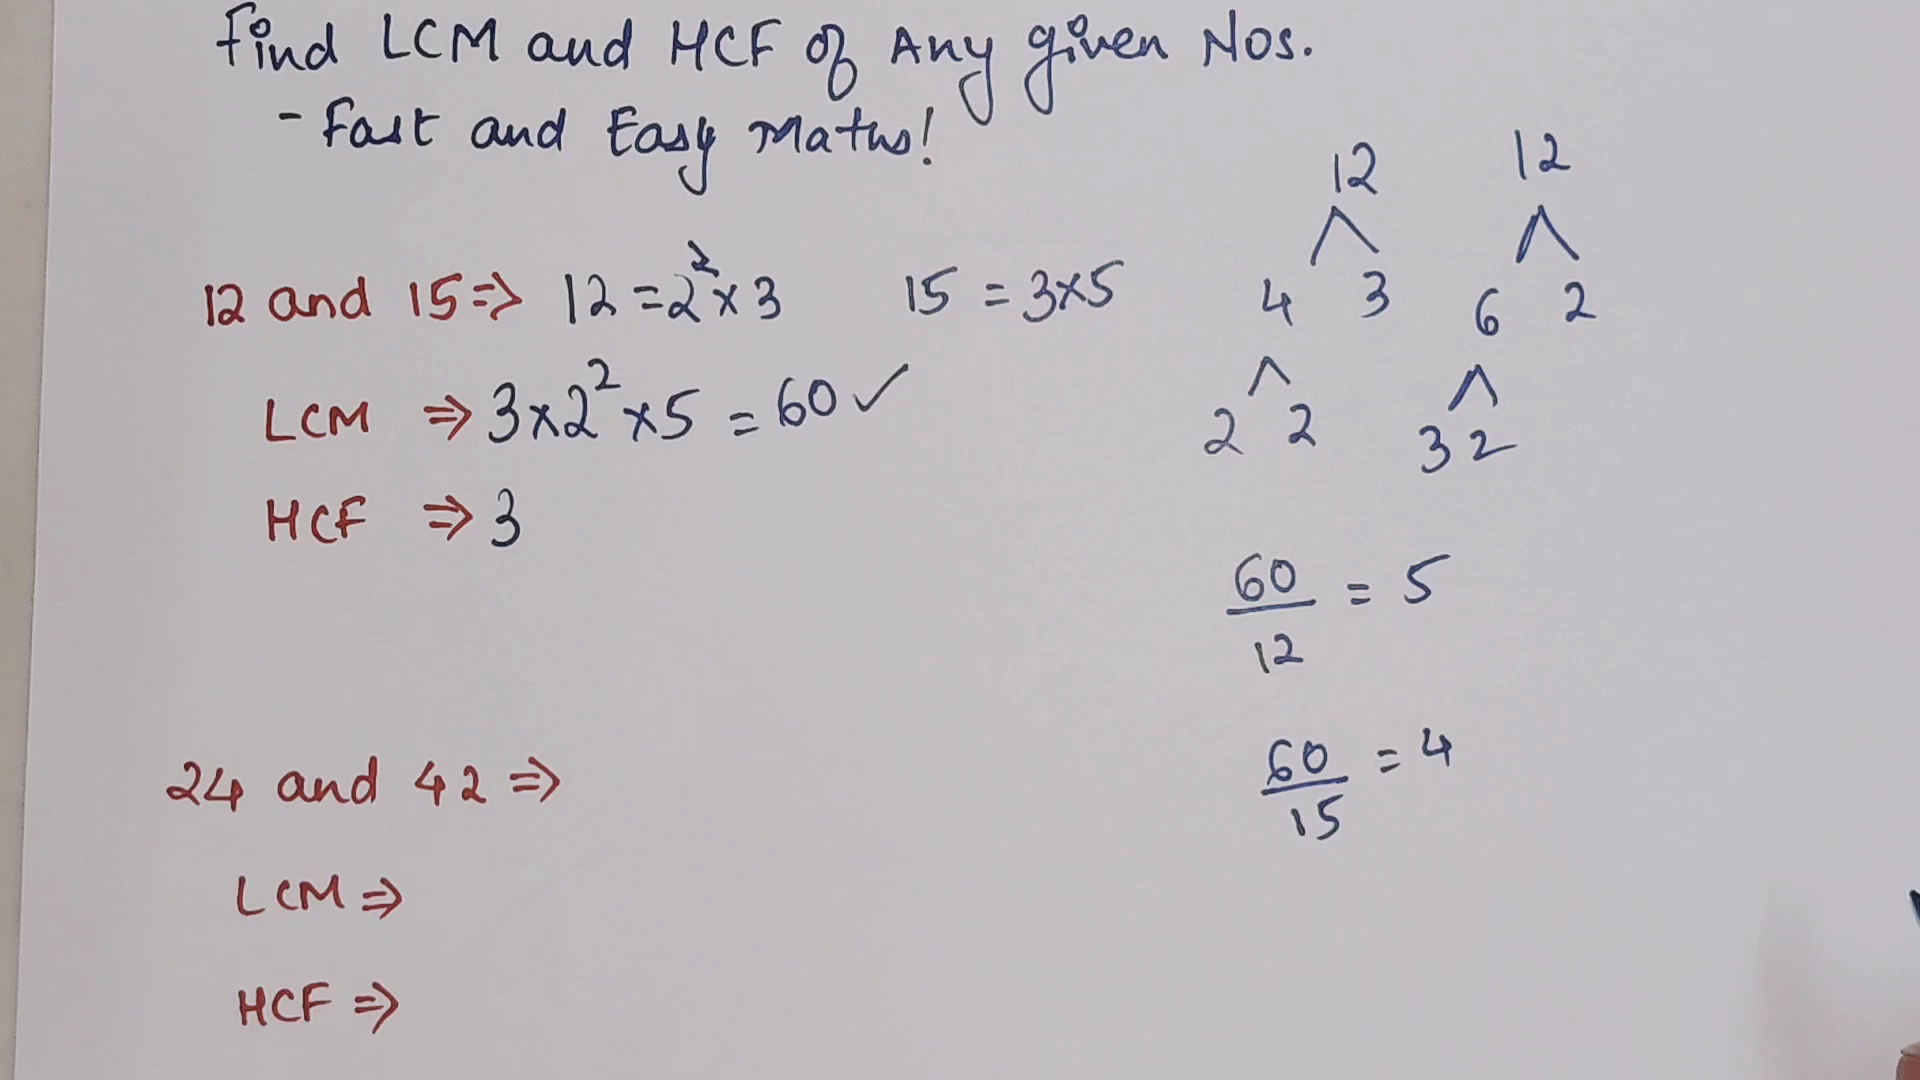 Find LCM and HCF of Any given Nos.
- Fast and Easy Maths!
12 and 15 => 12 = 2² x 3 15 = 3x5
LCM => 3 x 2² x 5 = 60 ✓
HCF => 3
24 and 42 =>
LCM =>
HCF =>
12
4 3
2 2
12
6 2
3 2
60/12 = 5
60/15 = 4